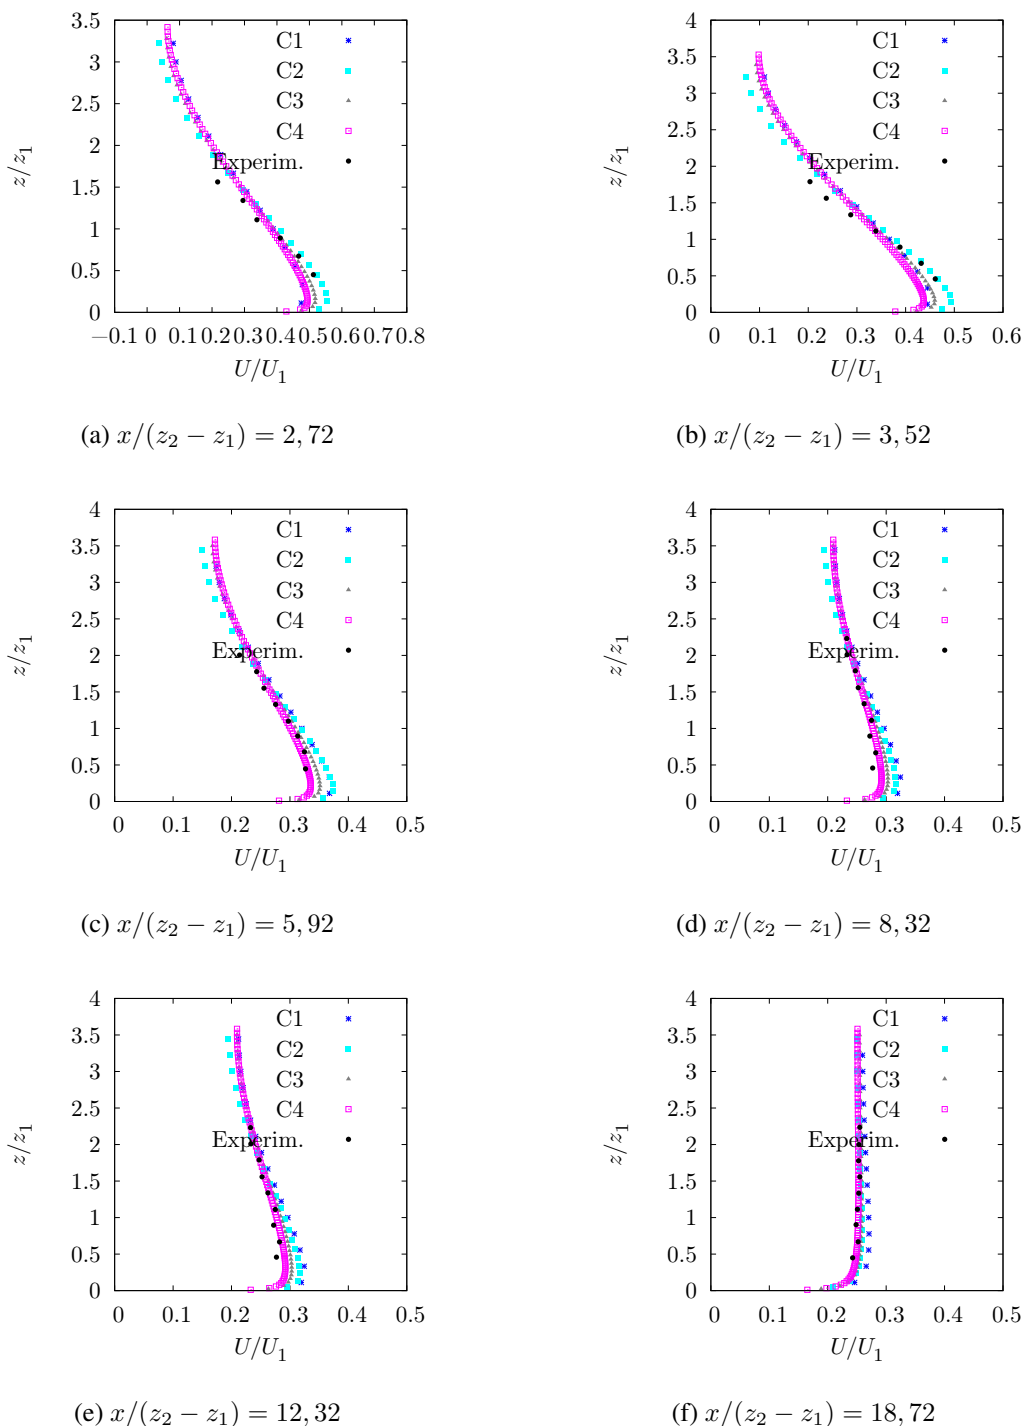 3.5
3
2.5
2
1.5
1
0.5
0
−0.1 0 0.1 0.2 0.3 0.4 0.5 0.6 0.7 0.8
z/z₁
U/U₁
C1
C2
C3
C4
Experim.
(a) x/(z₂ − z₁) = 2, 72
4
3.5
3
2.5
2
1.5
1
0.5
0
0 0.1 0.2 0.3 0.4 0.5 0.6
z/z₁
U/U₁
C1
C2
C3
C4
Experim.
(b) x/(z₂ − z₁) = 3, 52
4
3.5
3
2.5
2
1.5
1
0.5
0
0 0.1 0.2 0.3 0.4 0.5
z/z₁
U/U₁
C1
C2
C3
C4
Experim.
(c) x/(z₂ − z₁) = 5, 92
4
3.5
3
2.5
2
1.5
1
0.5
0
0 0.1 0.2 0.3 0.4 0.5
z/z₁
U/U₁
C1
C2
C3
C4
Experim.
(d) x/(z₂ − z₁) = 8, 32
4
3.5
3
2.5
2
1.5
1
0.5
0
0 0.1 0.2 0.3 0.4 0.5
z/z₁
U/U₁
C1
C2
C3
C4
Experim.
(e) x/(z₂ − z₁) = 12, 32
4
3.5
3
2.5
2
1.5
1
0.5
0
0 0.1 0.2 0.3 0.4 0.5
z/z₁
U/U₁
C1
C2
C3
C4
Experim.
(f) x/(z₂ − z₁) = 18, 72